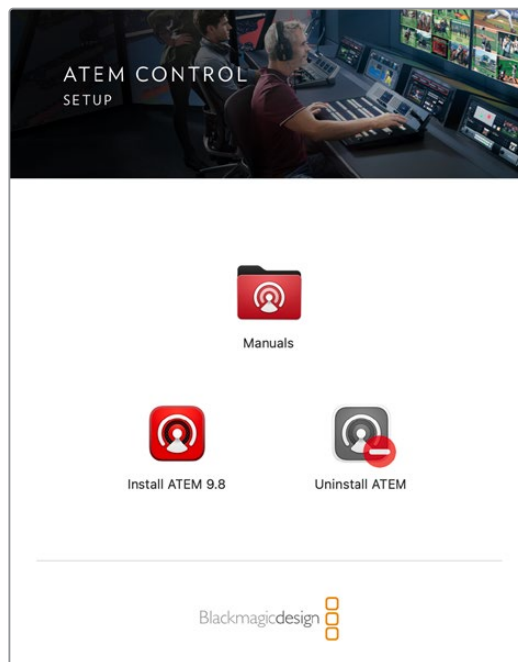 ATEM CONTROL
SETUP
Manuals
Install ATEM 9.8
Uninstall ATEM
Blackmagicdesign